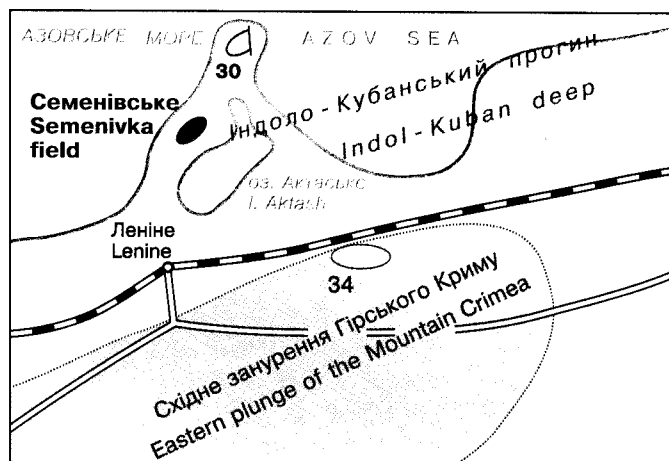 АЗОВСЬКЕ МОРЕ AZOV SEA
30
Семенівське
Semenivka
field
Індоло - Кубанський прогин
Indol - Kuban deep
оз. Актаське
l. Aktash
Леніне
Lenine
34
Східне занурення Гірського Криму
Eastern plunge of the Mountain Crimea